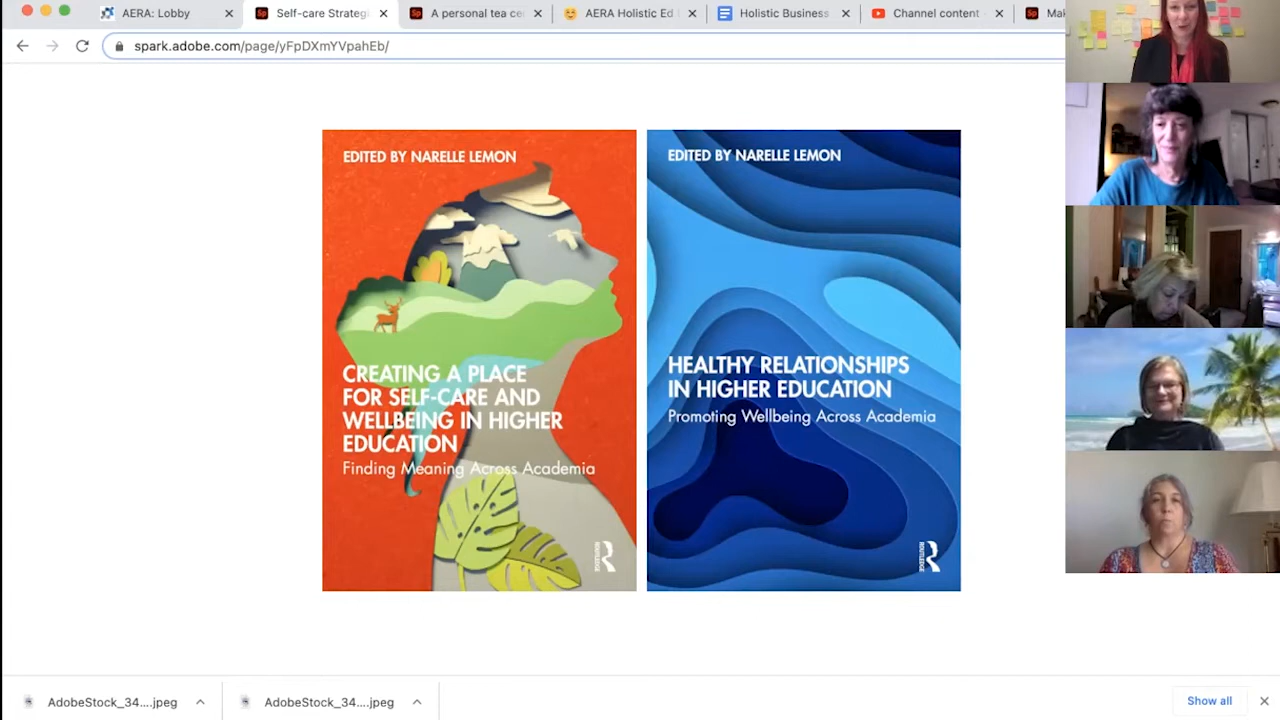 AERA: Lobby
Self-care Strateg
A personal tea ce
AERA Holistic Ed
Holistic Business
Channel content -
Mak
spark.adobe.com/page/yFpDXmYVpahEb/
EDITED BY NARELLE LEMON
CREATING A PLACE
FOR SELF-CARE AND
WELLBEING IN HIGHER
EDUCATION
Finding Meaning Across Academia
ROUTLEDGE
EDITED BY NARELLE LEMON
HEALTHY RELATIONSHIPS
IN HIGHER EDUCATION
Promoting Wellbeing Across Academia
ROUTLEDGE
AdobeStock_34....jpeg
AdobeStock_34....jpeg
Show all